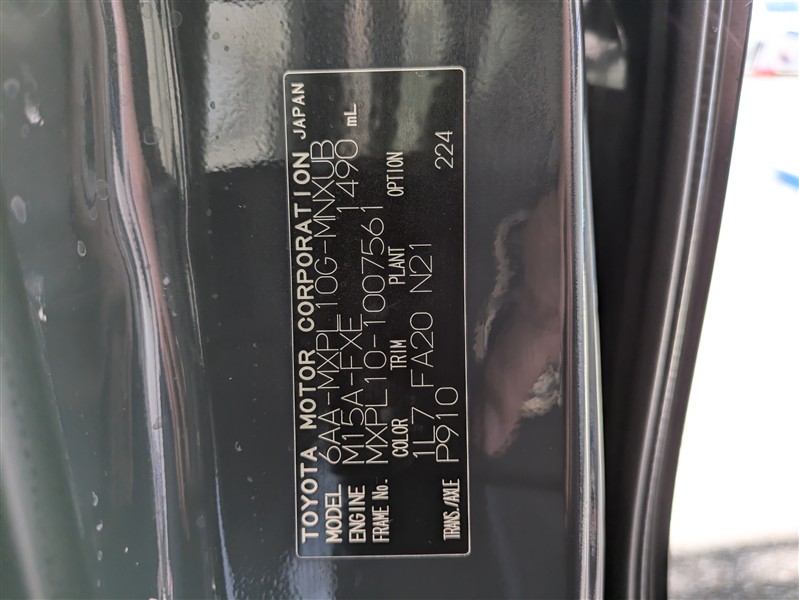 TOYOTA MOTOR CORPORATION JAPAN
MODEL 6AA-MXPL10G-MNXUB
ENGINE M15A-FXE 1490 mL
FRAME No. MXPL10-1007561
COLOR TRIM PLANT OPTION
1L7 FA20 N21 224
TRANS./AXLE P910